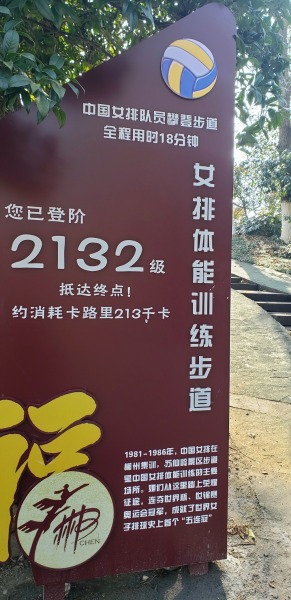 中国女排队员攀登步道
全程用时18分钟
女排体能训练步道
您已登阶
2132级
抵达终点！
约消耗卡路里213千卡
福
CHEN
1981-1986年，中国女排在
郴州集训，苏仙岭景区步道
是中国女排体能训练的主要
场所。她们从这里踏上荣耀
征途，连夺世界杯、世锦赛
奥运会冠军，成就了世界女
子排球史上首个“五连冠”